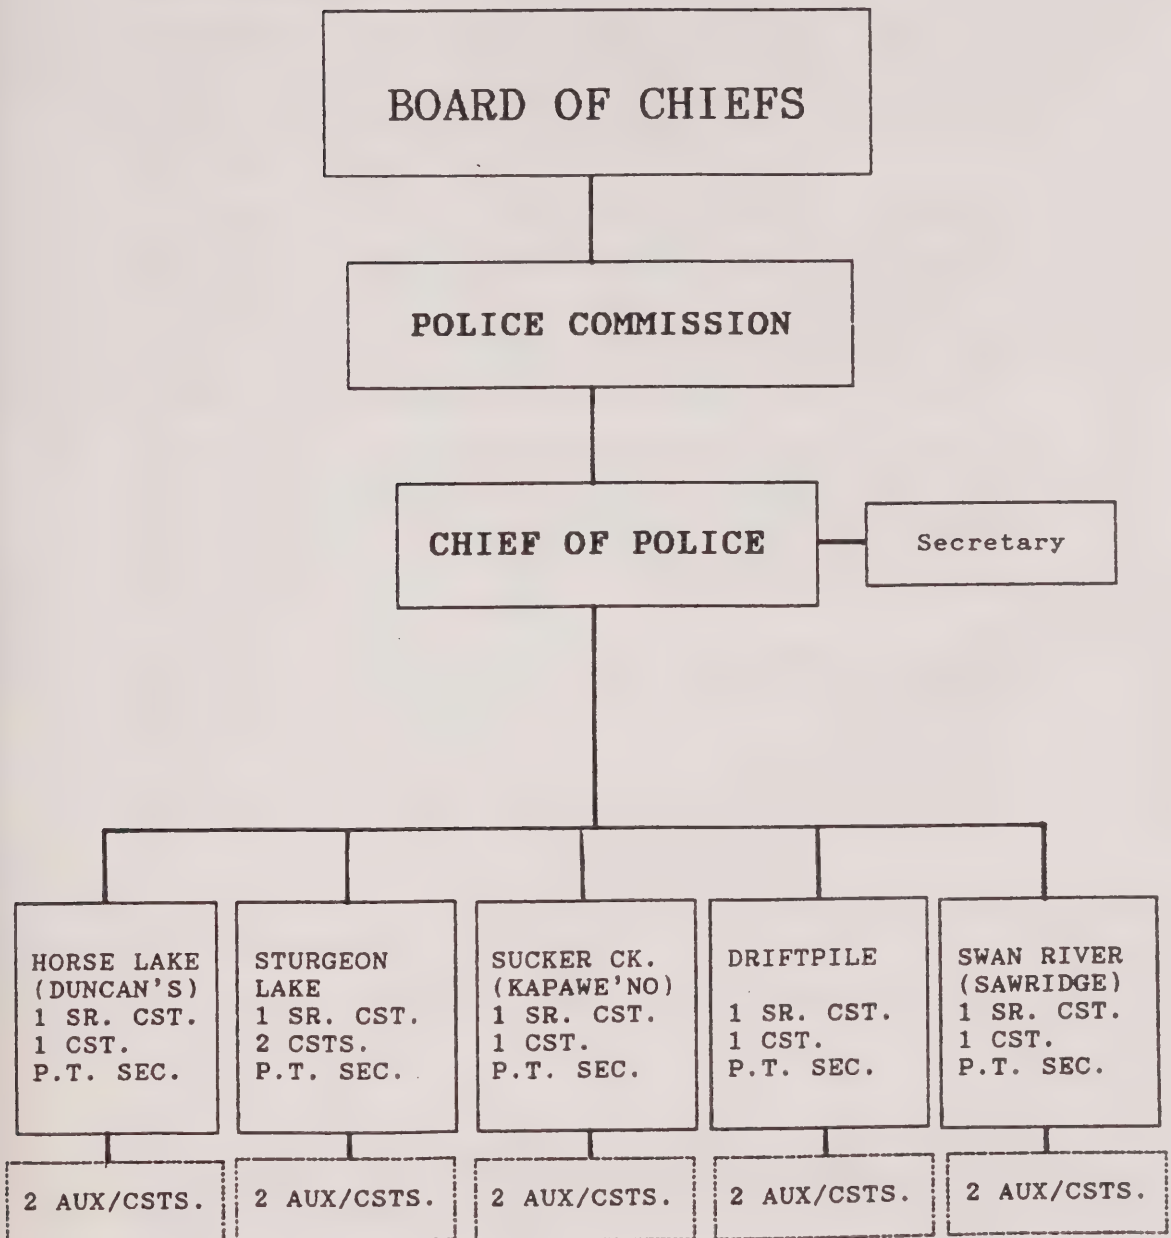 BOARD OF CHIEFS
POLICE COMMISSION
CHIEF OF POLICE
Secretary
HORSE LAKE
(DUNCAN'S)
1 SR. CST.
1 CST.
P.T. SEC.
STURGEON
LAKE
1 SR. CST.
2 CSTS.
P.T. SEC.
SUCKER CK.
(KAPAWE'NO)
1 SR. CST.
1 CST.
P.T. SEC.
DRIFTPILE
1 SR. CST.
1 CST.
P.T. SEC.
SWAN RIVER
(SAWRIDGE)
1 SR. CST.
1 CST.
P.T. SEC.
2 AUX/CSTS.
2 AUX/CSTS.
2 AUX/CSTS.
2 AUX/CSTS.
2 AUX/CSTS.